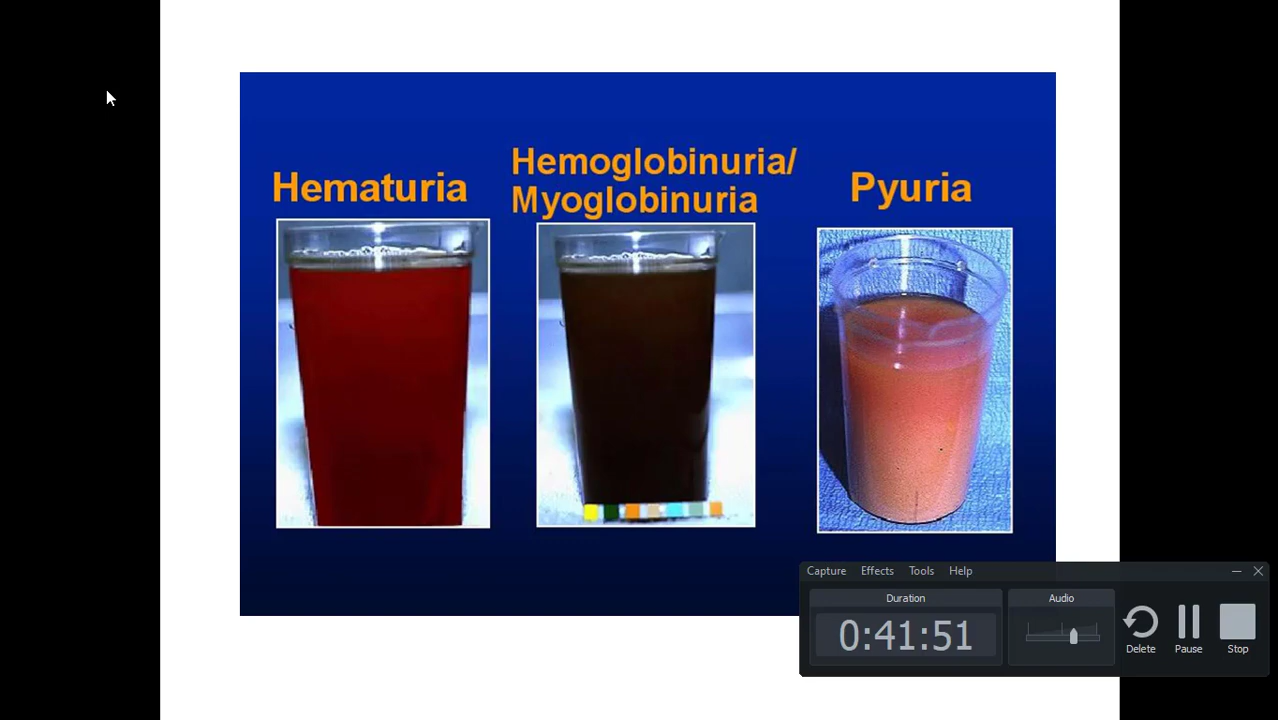 Hematuria
Hemoglobinuria/
Myoglobinuria
Pyuria
Capture Effects Tools Help
Duration
Audio
0:41:51
Delete
Pause
Stop